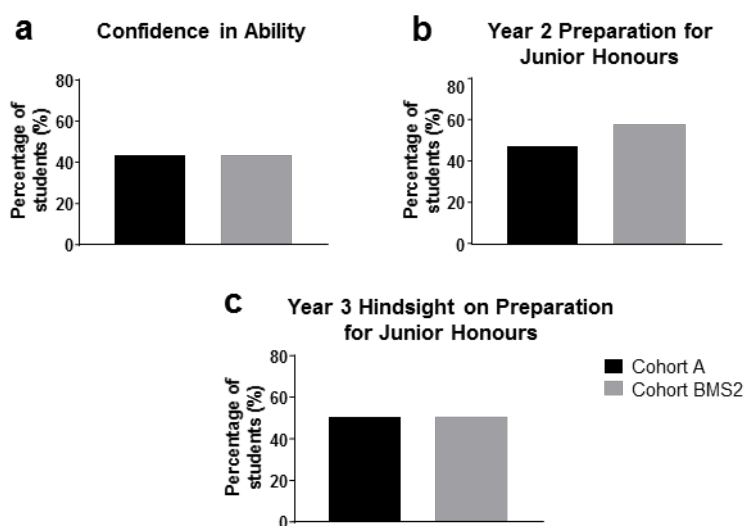 a
Confidence in Ability
Percentage of
students (%)
80
60
40
20
0
b
Year 2 Preparation for
Junior Honours
Percentage of
students (%)
80
60
40
20
0
c
Year 3 Hindsight on Preparation
for Junior Honours
Percentage of
students (%)
80
60
40
20
0
Cohort A
Cohort BMS2